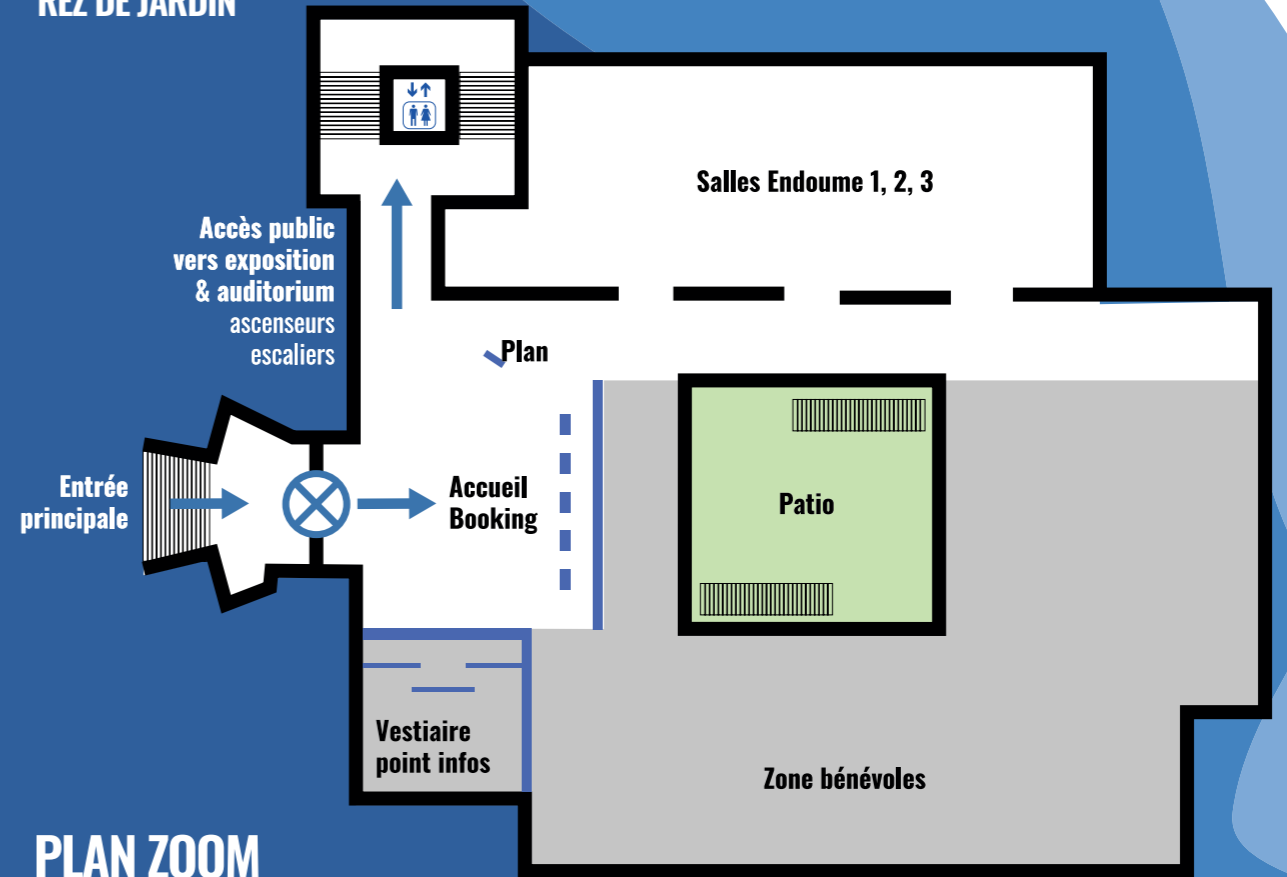 REZ DE JARDIN
Salles Endoume 1, 2, 3
Accès public
vers exposition
& auditorium
ascenseurs
escaliers
Plan
Entrée
principale
Accueil
Booking
Patio
Vestiaire
point infos
Zone bénévoles
PLAN ZOOM